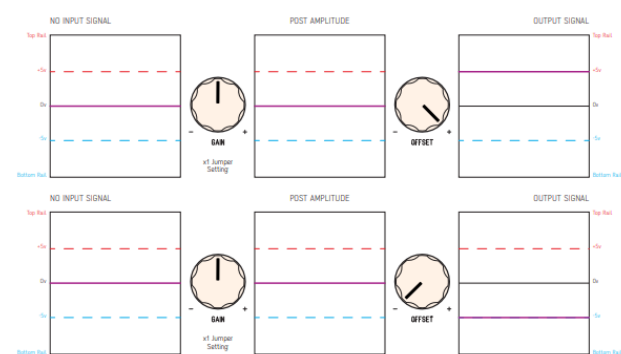 NO INPUT SIGNAL POST AMPLITUDE OUTPUT SIGNAL
Top Rail Top Rail
+5v +5v
0v 0v
- + - +
-5v GAIN OFFSET -5v
x1 Jumper
Setting
Bottom Rail Bottom Rail
NO INPUT SIGNAL POST AMPLITUDE OUTPUT SIGNAL
Top Rail Top Rail
+5v +5v
0v 0v
- + - +
-5v GAIN OFFSET -5v
x1 Jumper
Setting
Bottom Rail Bottom Rail